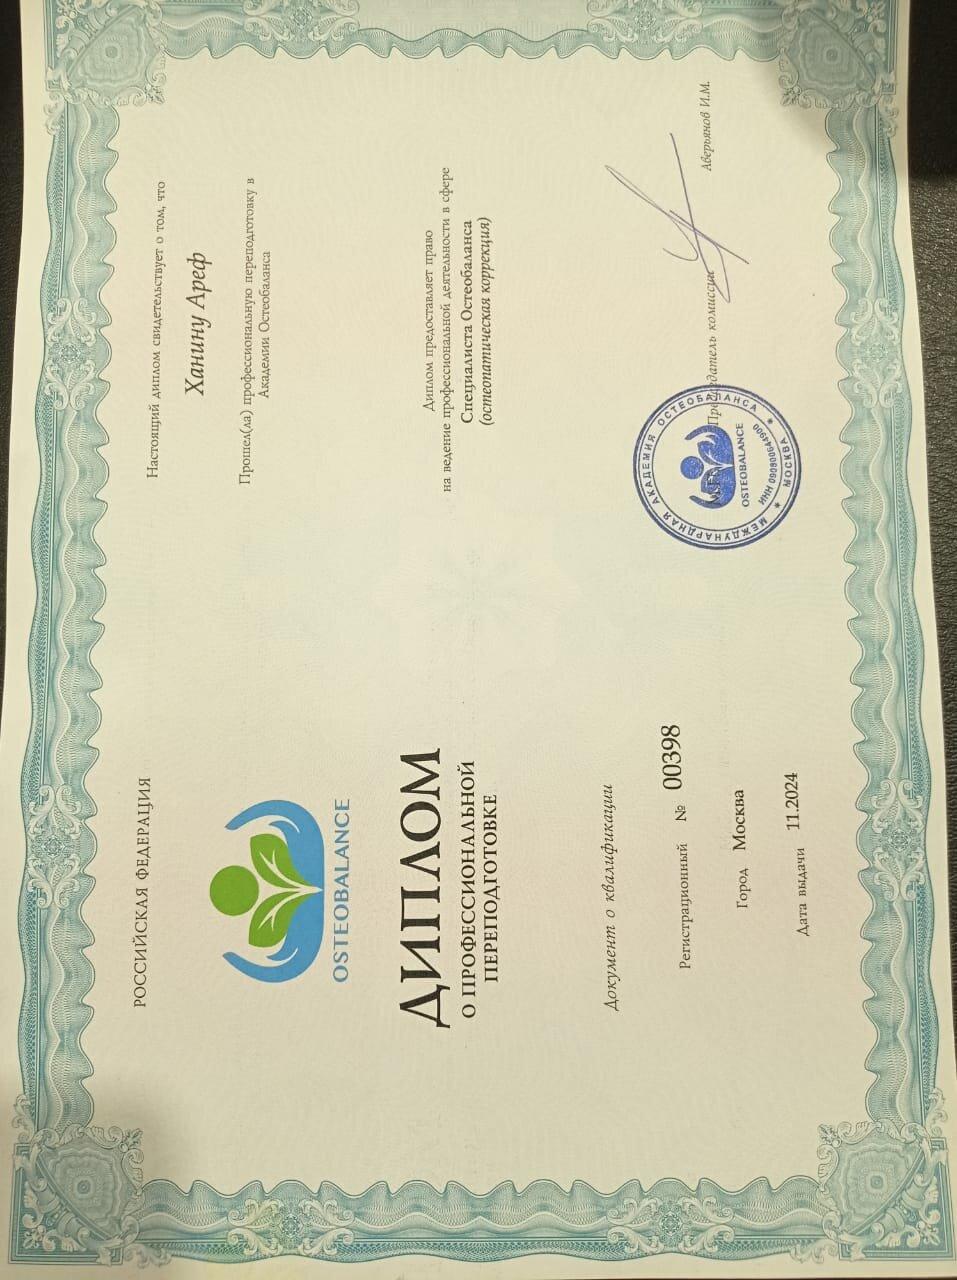 РОССИЙСКАЯ ФЕДЕРАЦИЯ
OSTEOBALANCE
ДИПЛОМ
О ПРОФЕССИОНАЛЬНОЙ
ПЕРЕПОДГОТОВКЕ
Документ о квалификации
Регистрационный № 00398
Город Москва
Дата выдачи 11.2024
Настоящий диплом свидетельствует о том, что
Ханину Ареф
Прошел(ла) профессиональную переподготовку в
Академии Остеобаланса
Диплом предоставляет право
на ведение профессиональной деятельности в сфере
Специалиста Остеобаланса
(остеопатическая коррекция)
Председатель комиссии
Аверьянов И.М.
МЕЖДУНАРДНАЯ АКАДЕМИЯ ОСТЕОБАЛАНСА
OSTEOBALANCE
ИНН
МОСКВА